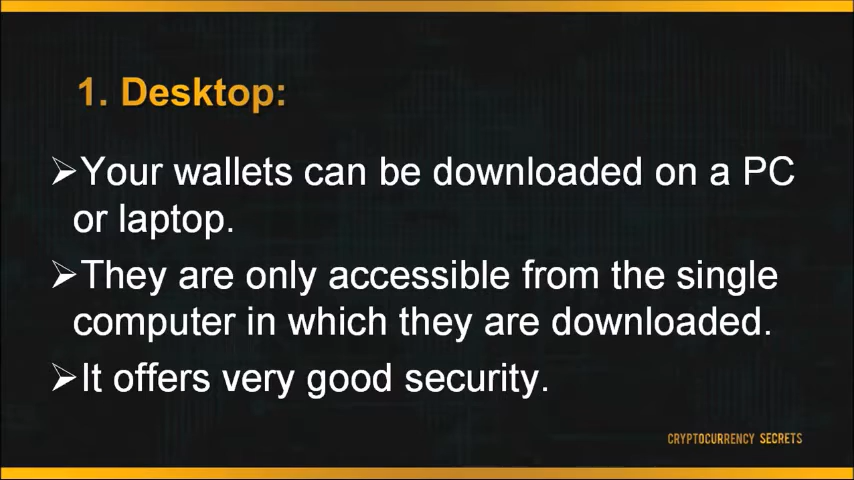 1. Desktop:
➢Your wallets can be downloaded on a PC
or laptop.
➢They are only accessible from the single
computer in which they are downloaded.
➢It offers very good security.
CRYPTOCURRENCY SECRETS